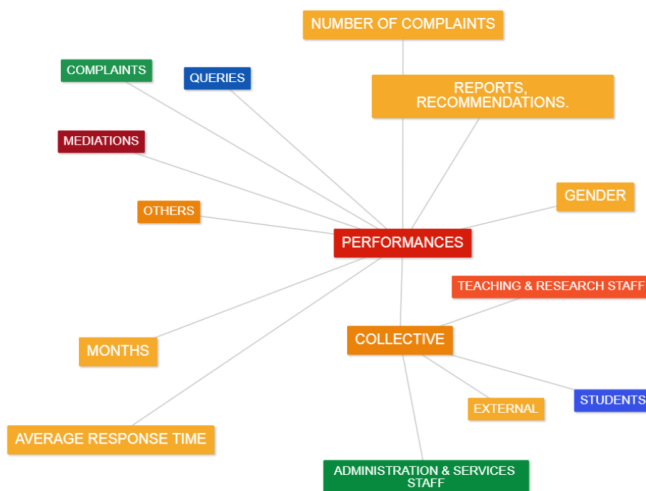 NUMBER OF COMPLAINTS
COMPLAINTS
QUERIES
REPORTS,
RECOMMENDATIONS.
MEDIATIONS
GENDER
OTHERS
PERFORMANCES
TEACHING & RESEARCH STAFF
COLLECTIVE
MONTHS
STUDENTS
EXTERNAL
AVERAGE RESPONSE TIME
ADMINISTRATION & SERVICES
STAFF